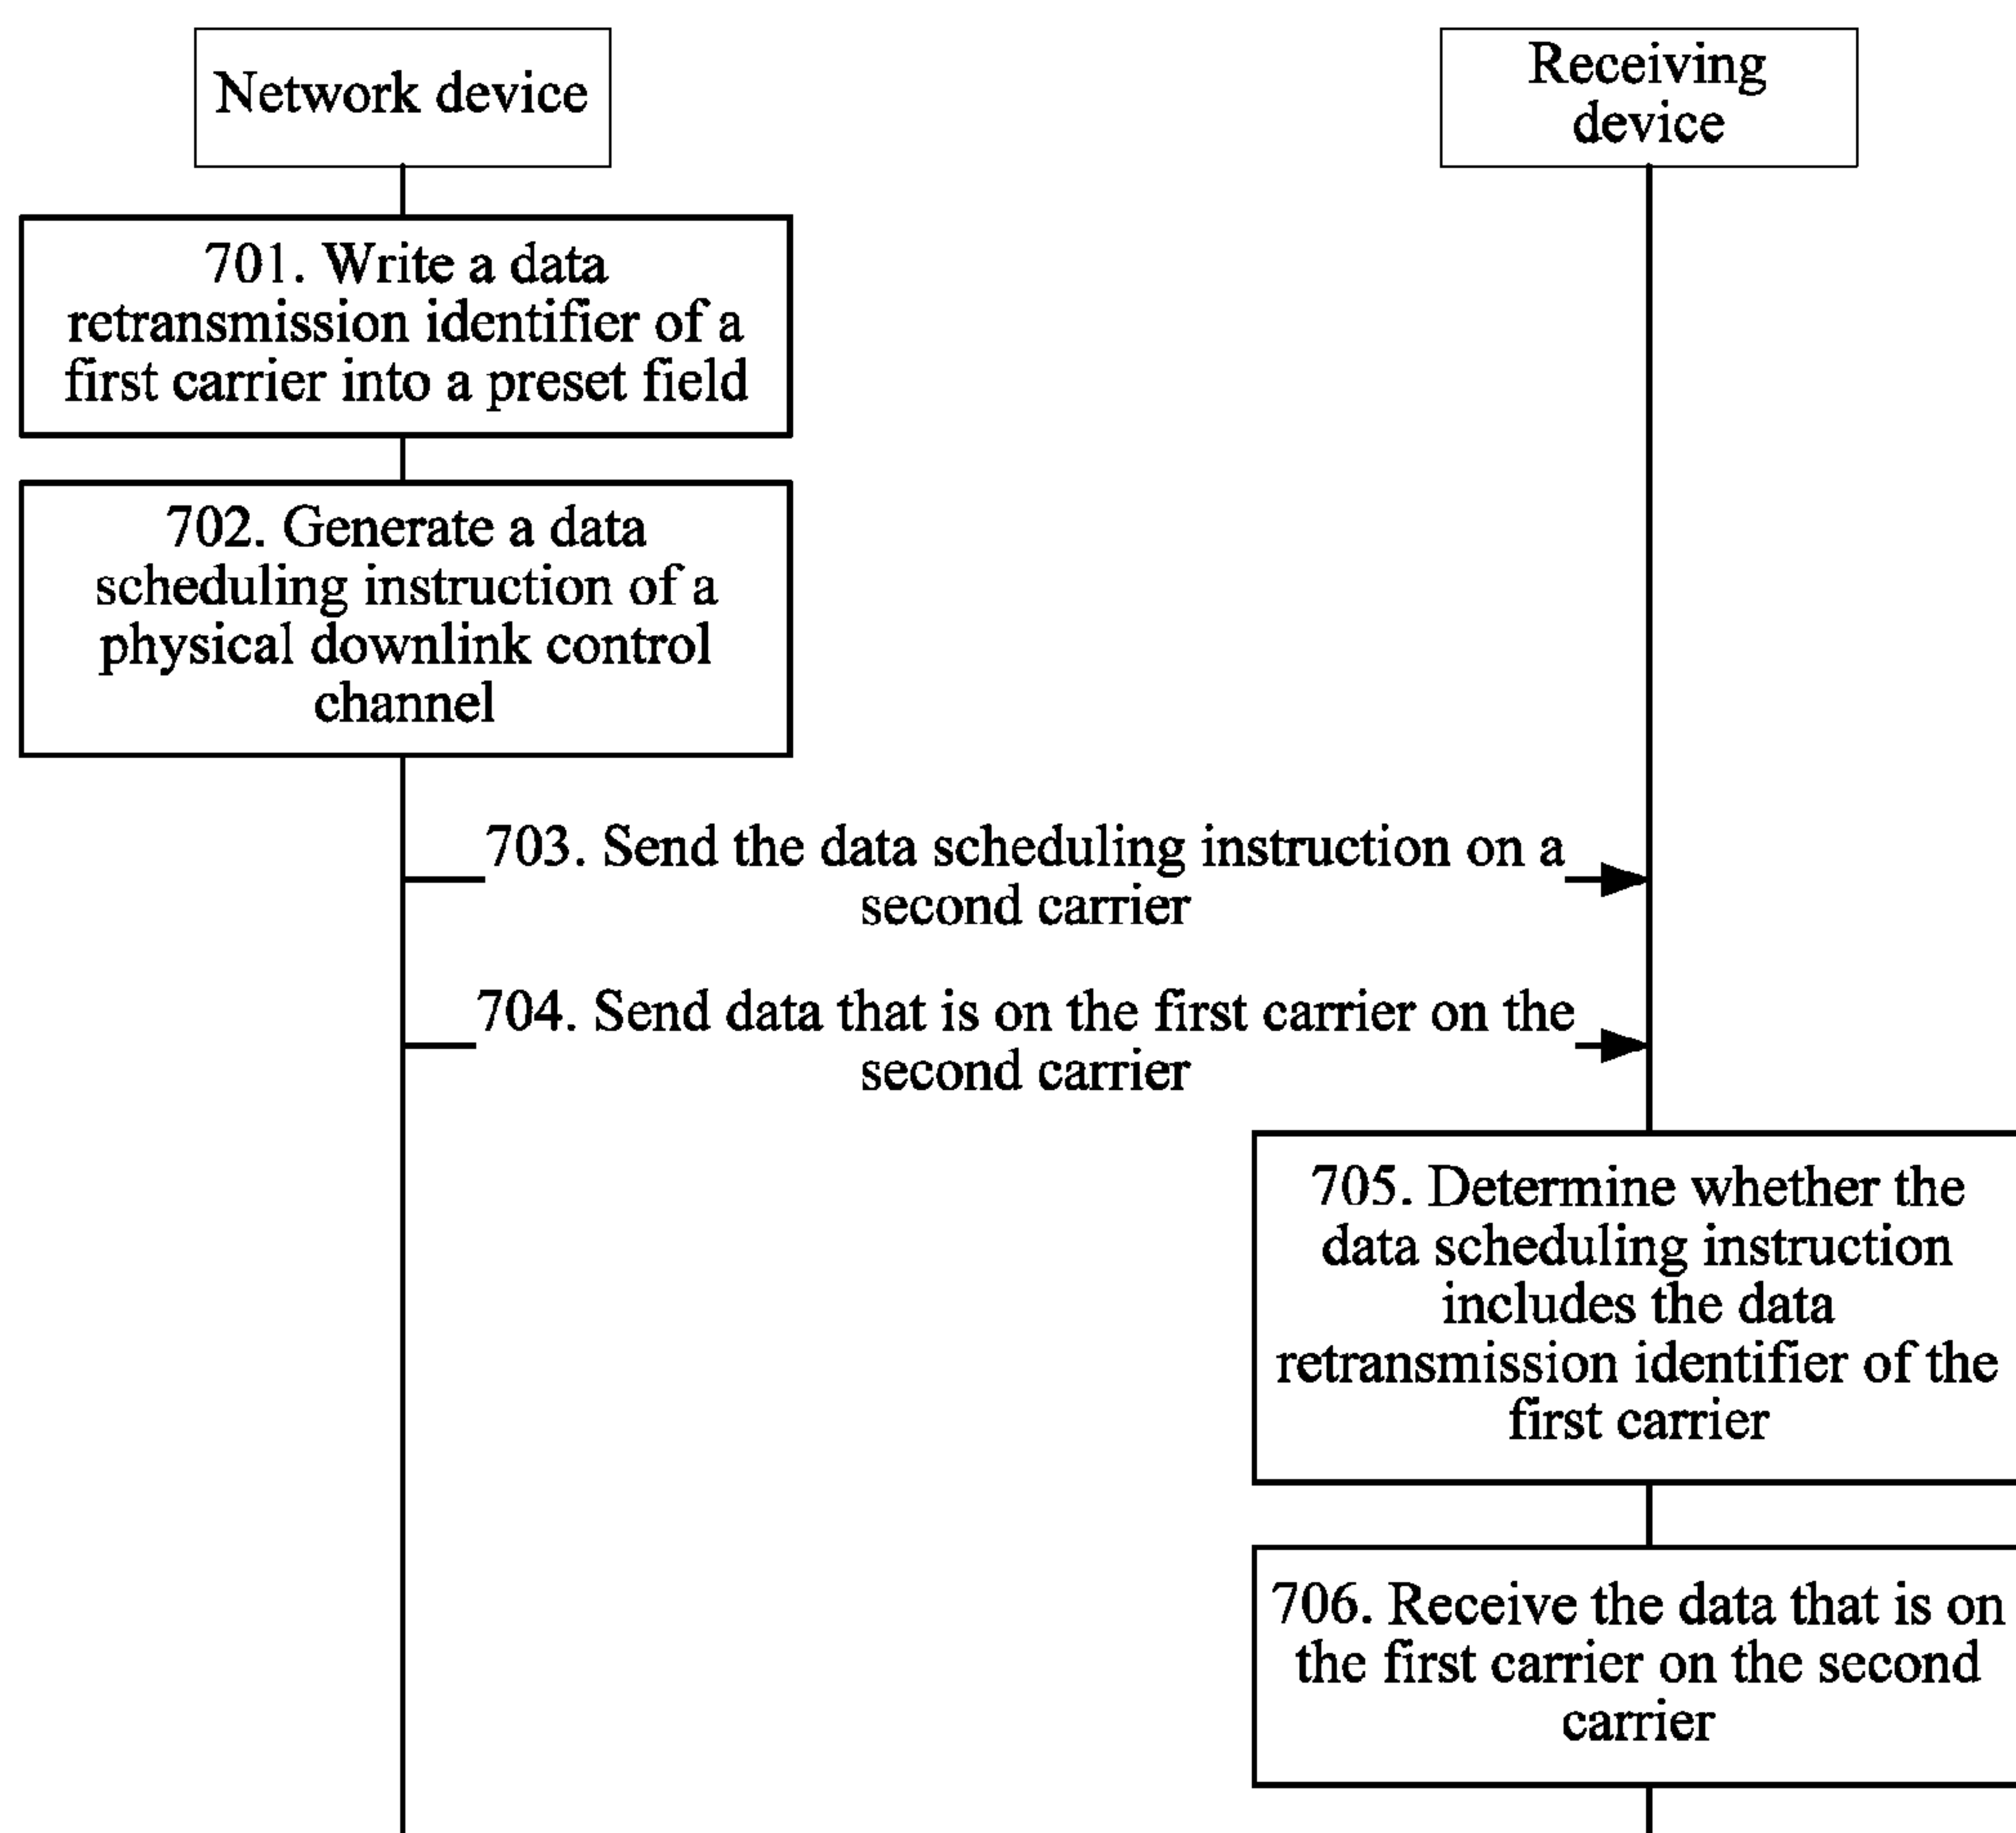 Network device
Receiving
device
701. Write a data
retransmission identifier of a
first carrier into a preset field
702. Generate a data
scheduling instruction of a
physical downlink control
channel
703. Send the data scheduling instruction on a
second carrier
704. Send data that is on the first carrier on the
second carrier
705. Determine whether the
data scheduling instruction
includes the data
retransmission identifier of the
first carrier
706. Receive the data that is on
the first carrier on the second
carrier